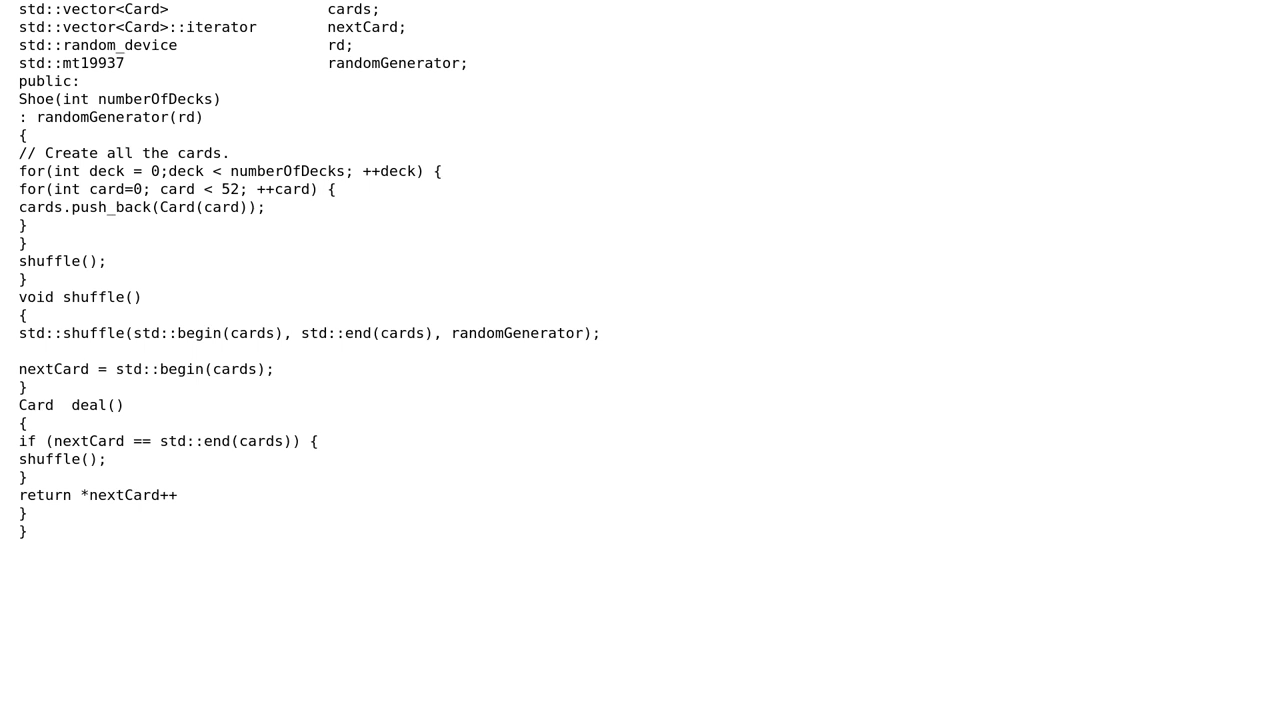 std::vector<Card>                  cards;
std::vector<Card>::iterator        nextCard;
std::random_device                 rd;
std::mt19937                       randomGenerator;
public:
Shoe(int numberOfDecks)
: randomGenerator(rd)
{
// Create all the cards.
for(int deck = 0;deck < numberOfDecks; ++deck) {
for(int card=0; card < 52; ++card) {
cards.push_back(Card(card));
}
}
shuffle();
}
void shuffle()
{
std::shuffle(std::begin(cards), std::end(cards), randomGenerator);

nextCard = std::begin(cards);
}
Card  deal()
{
if (nextCard == std::end(cards)) {
shuffle();
}
return *nextCard++
}
}